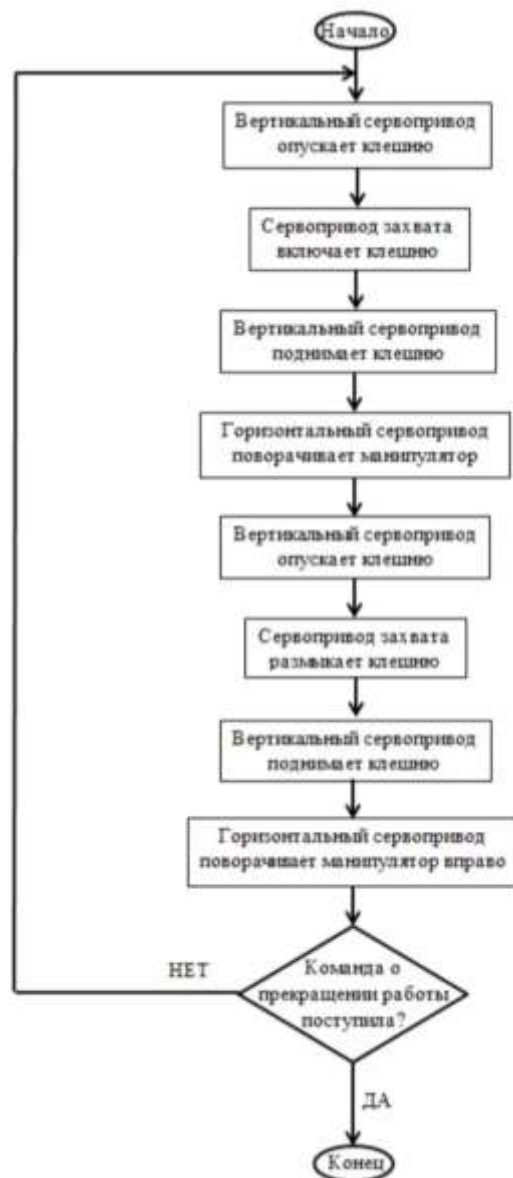 Начало
Вертикальный сервопривод
опускает клешню
Сервопривод захвата
включает клешню
Вертикальный сервопривод
поднимает клешню
Горизонтальный сервопривод
поворачивает манипулятор
Вертикальный сервопривод
опускает клешню
Сервопривод захвата
размыкает клешню
Вертикальный сервопривод
поднимает клешню
Горизонтальный сервопривод
поворачивает манипулятор вправо
НЕТ
Команда о
прекращении работы
поступила?
ДА
Конец